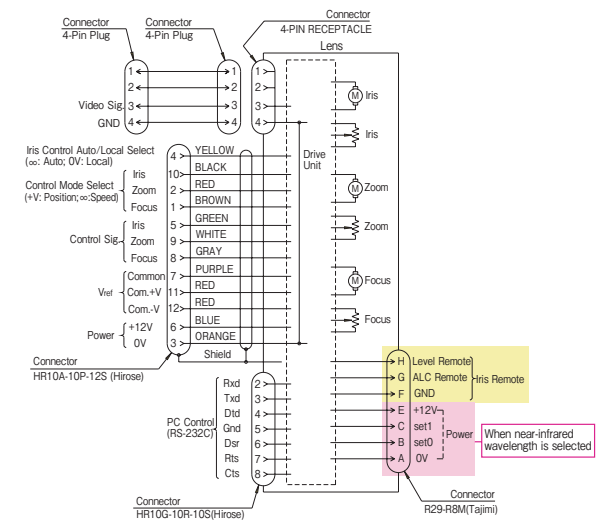 Connector
4-Pin Plug
Connector
4-Pin Plug
Connector
4-PIN RECEPTACLE
Lens
1 1 1
2 2
Video Sig. 3 3 3
GND 4 4 4
M Iris
Iris
Drive
Unit
M Zoom
Zoom
M Focus
Focus
Iris Control Auto/Local Select
(∞: Auto; 0V: Local)
4 YELLOW
Control Mode Select
(+V: Position;∞:Speed)
Iris 10 BLACK
Zoom 2 RED
Focus 1 BROWN
Control Sig.
Iris 5 GREEN
Zoom 9 WHITE
Focus 8 GRAY
Vref
Common 7 PURPLE
Com.+V 11 RED
Com.-V 12 RED
Power
+12V 6 BLUE
0V 3 ORANGE
Shield
Connector
HR10A-10P-12S (Hirose)
PC Control
(RS-232C)
Rxd 2
Txd 3
Dtd 4
Gnd 5
Dsr 6
Rts 7
Cts 8
Connector
HR10G-10R-10S(Hirose)
H Level Remote
G ALC Remote
F GND
Iris Remote
E +12V
C set1
B set0
A 0V
Power
When near-infrared
wavelength is selected
Connector
R29-R8M(Tajimi)